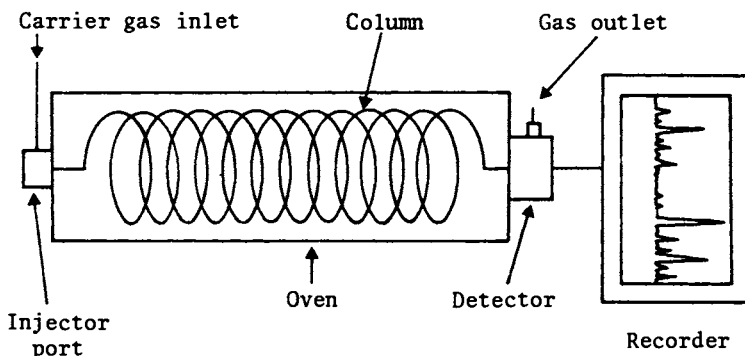 Carrier gas inlet
Column
Gas outlet
Oven
Detector
Injector
port
Recorder